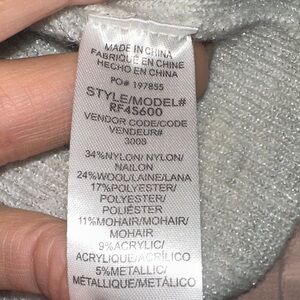 MADE IN CHINA
FABRIQUÉ EN CHINE
HECHO EN CHINA
PO# 197855
STYLE/MODEL#
RF4S600
VENDOR CODE/CODE
VENDEUR#
3003
34%NYLON/ NYLON/
NAILON
24%WOOL/LAINE/LANA
17%POLYESTER/
POLYESTER/
POLIÉSTER
11%MOHAIR/MOHAIR/
MOHAIR
9%ACRYLIC/
ACRYLIQUE/ACRÍLICO
5%METALLIC/
MÉTALLIQUE/METÁLICO